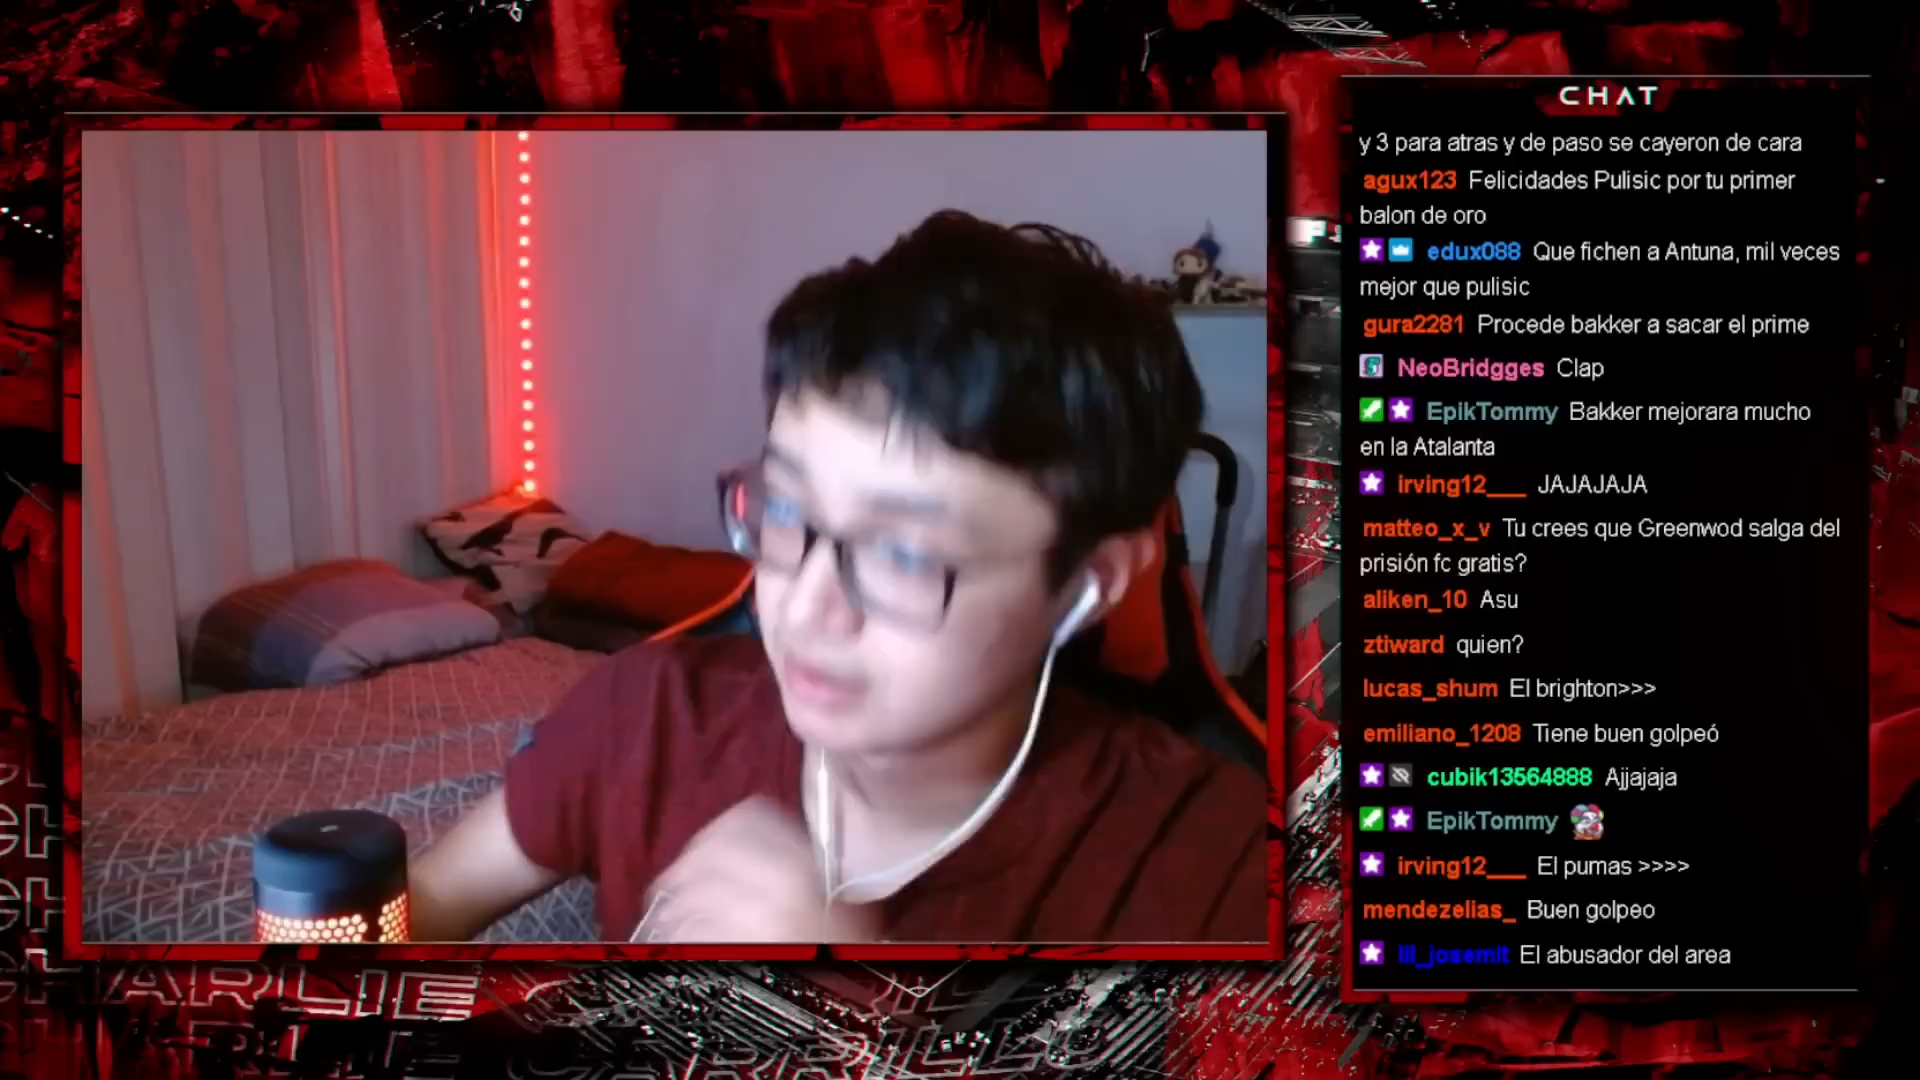 CHAT
y 3 para atras y de paso se cayeron de cara
agux123 Felicidades Pulisic por tu primer
balon de oro
edux088 Que fichen a Antuna, mil veces
mejor que pulisic
gura2281 Procede bakker a sacar el prime
NeoBridgges Clap
EpikTommy Bakker mejorara mucho
en la Atalanta
irving12___ JAJAJAJA
matteo_x_v Tu crees que Greenwod salga del
prisión fc gratis?
aliken_10 Asu
ztiward quien?
lucas_shum El brighton>>>
emiliano_1208 Tiene buen golpeó
cubik13564888 Ajjajaja
EpikTommy
irving12___ El pumas >>>>
mendezelias_ Buen golpeo
lil_josemit El abusador del area
CHARLIE
CARRILLO